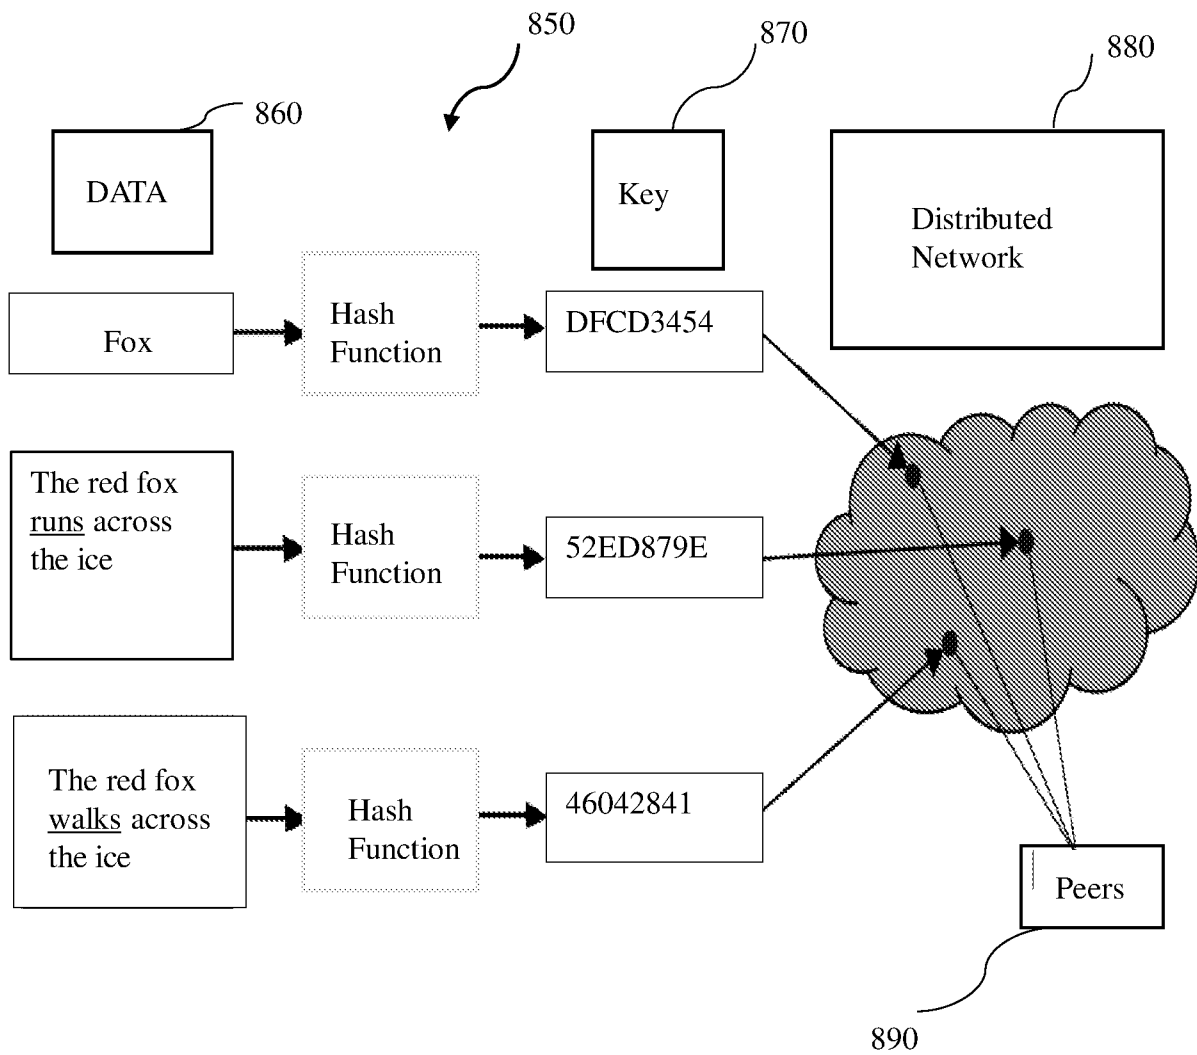 850
870
880
860
DATA
Key
Distributed
Network
Fox
Hash
Function
DFCD3454
The red fox
runs across
the ice
Hash
Function
52ED879E
The red fox
walks across
the ice
Hash
Function
46042841
Peers
890